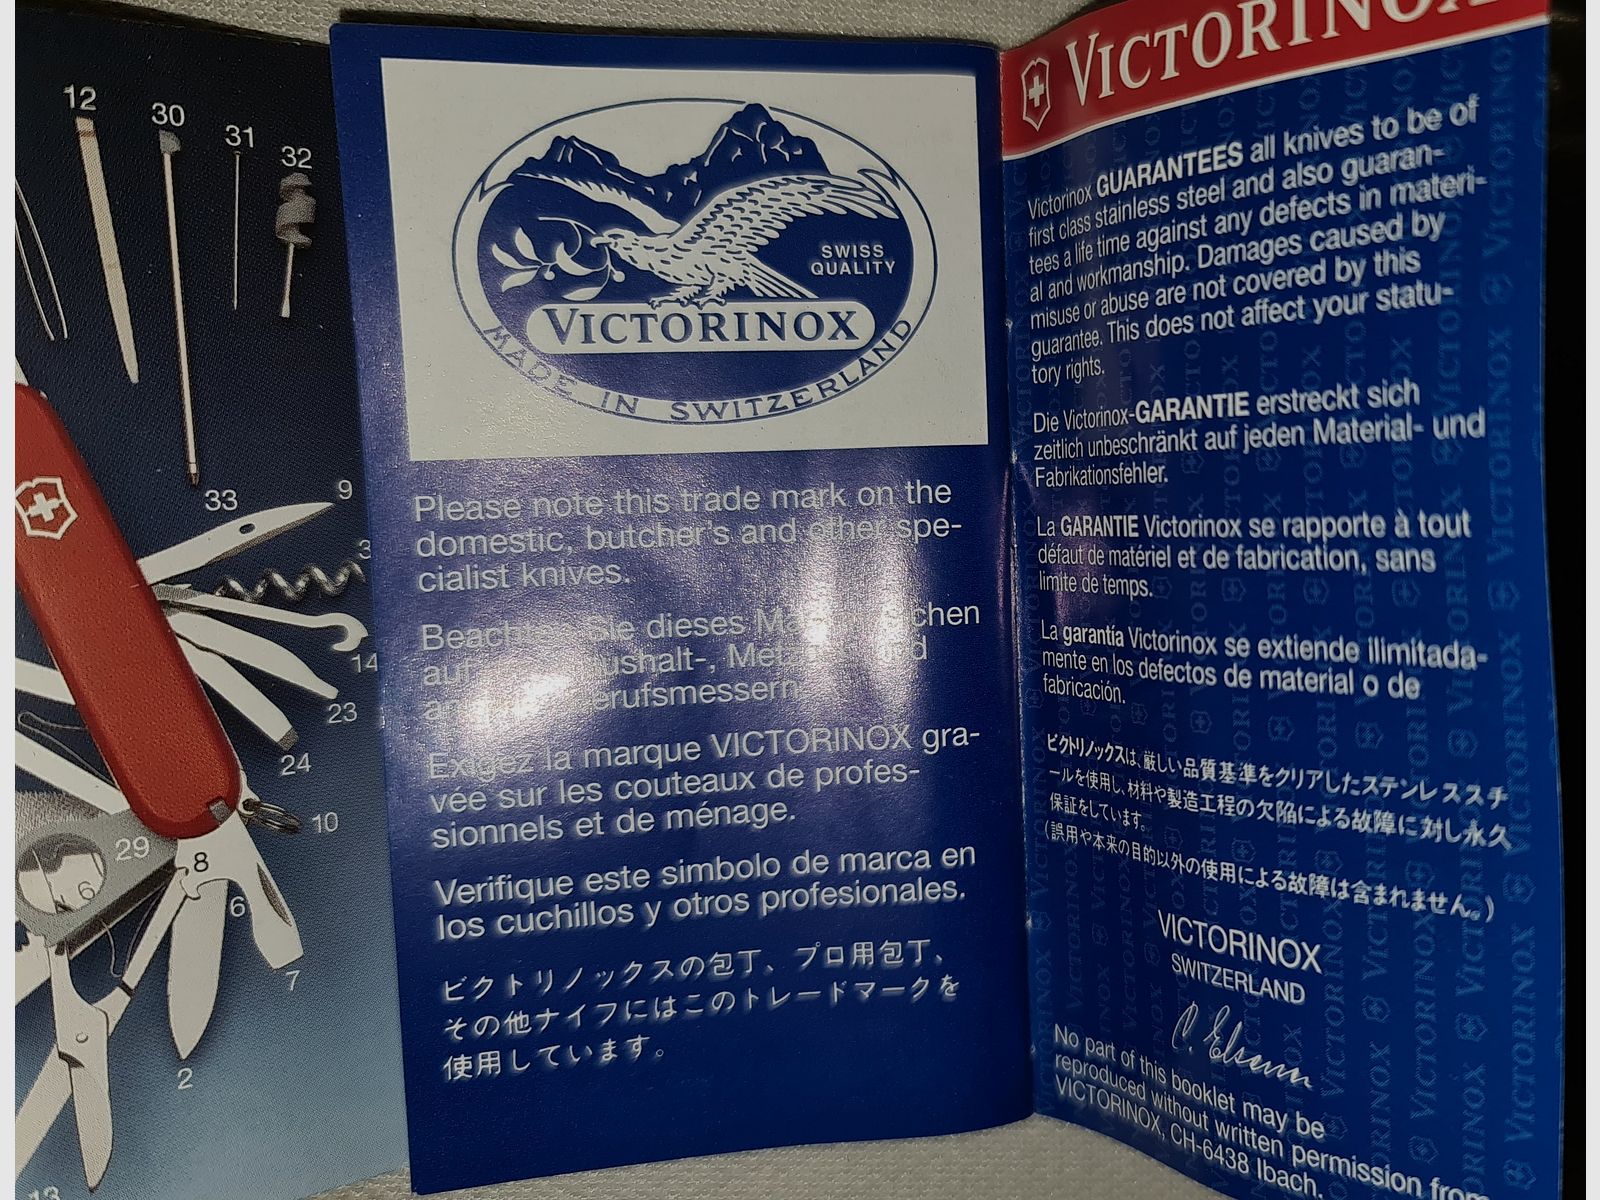 12
30
31
32
33
9
3
14
23
24
10
29
8
6
6
7
2
13
SWISS
QUALITY
VICTORINOX
MADE IN SWITZERLAND
Please note this trade mark on the
domestic, butcher's and other spe-
cialist knives.
Sie dieses
auf
Exigez la marque VICTORINOX gra-
vée sur les couteaux de profes-
sionnels et de ménage.
Verifique este simbolo de marca en
los cuchillos y otros profesionales.
ビクトリノックスの包丁、プロ用包丁、
その他ナイフにはこのトレードマークを
使用しています。
VICTORINOX
Victorinox GUARANTEES all knives to be of
first class stainless steel and also guaran-
tees a life time against any defects in materi-
al and workmanship. Damages caused by
misuse or abuse are not covered by this
guarantee. This does not affect your statu-
tory rights.
Die Victorinox-GARANTIE erstreckt sich
zeitlich unbeschränkt auf jeden Material- und
Fabrikationsfehler.
La GARANTIE Victorinox se rapporte à tout
défaut de matériel et de fabrication, sans
limite de temps.
La garantía Victorinox se extiende ilimitada-
mente en los defectos de material o de
fabricación.
ビクトリノックスは、厳しい品質基準をクリアしたステンレススチ
ールを使用し、材料や製造工程の欠陥による故障に対し永久
保証をしています。
(誤用や本来の目的以外の使用による故障は含まれません。)
VICTORINOX
SWITZERLAND
C. Elsener
No part of this booklet may be
reproduced without written permission from
VICTORINOX, CH-6438 Ibach.